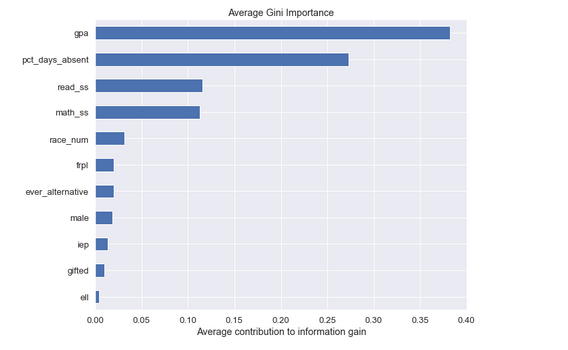 Average Gini Importance
gpa
pct_days_absent
read_ss
math_ss
race_num
frpl
ever_alternative
male
iep
gifted
ell
0.00 0.05 0.10 0.15 0.20 0.25 0.30 0.35 0.40
Average contribution to information gain